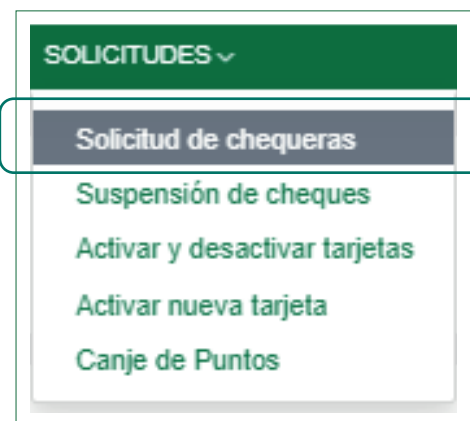 SOLICITUDES
Solicitud de chequeras
Suspensión de cheques
Activar y desactivar tarjetas
Activar nueva tarjeta
Canje de Puntos